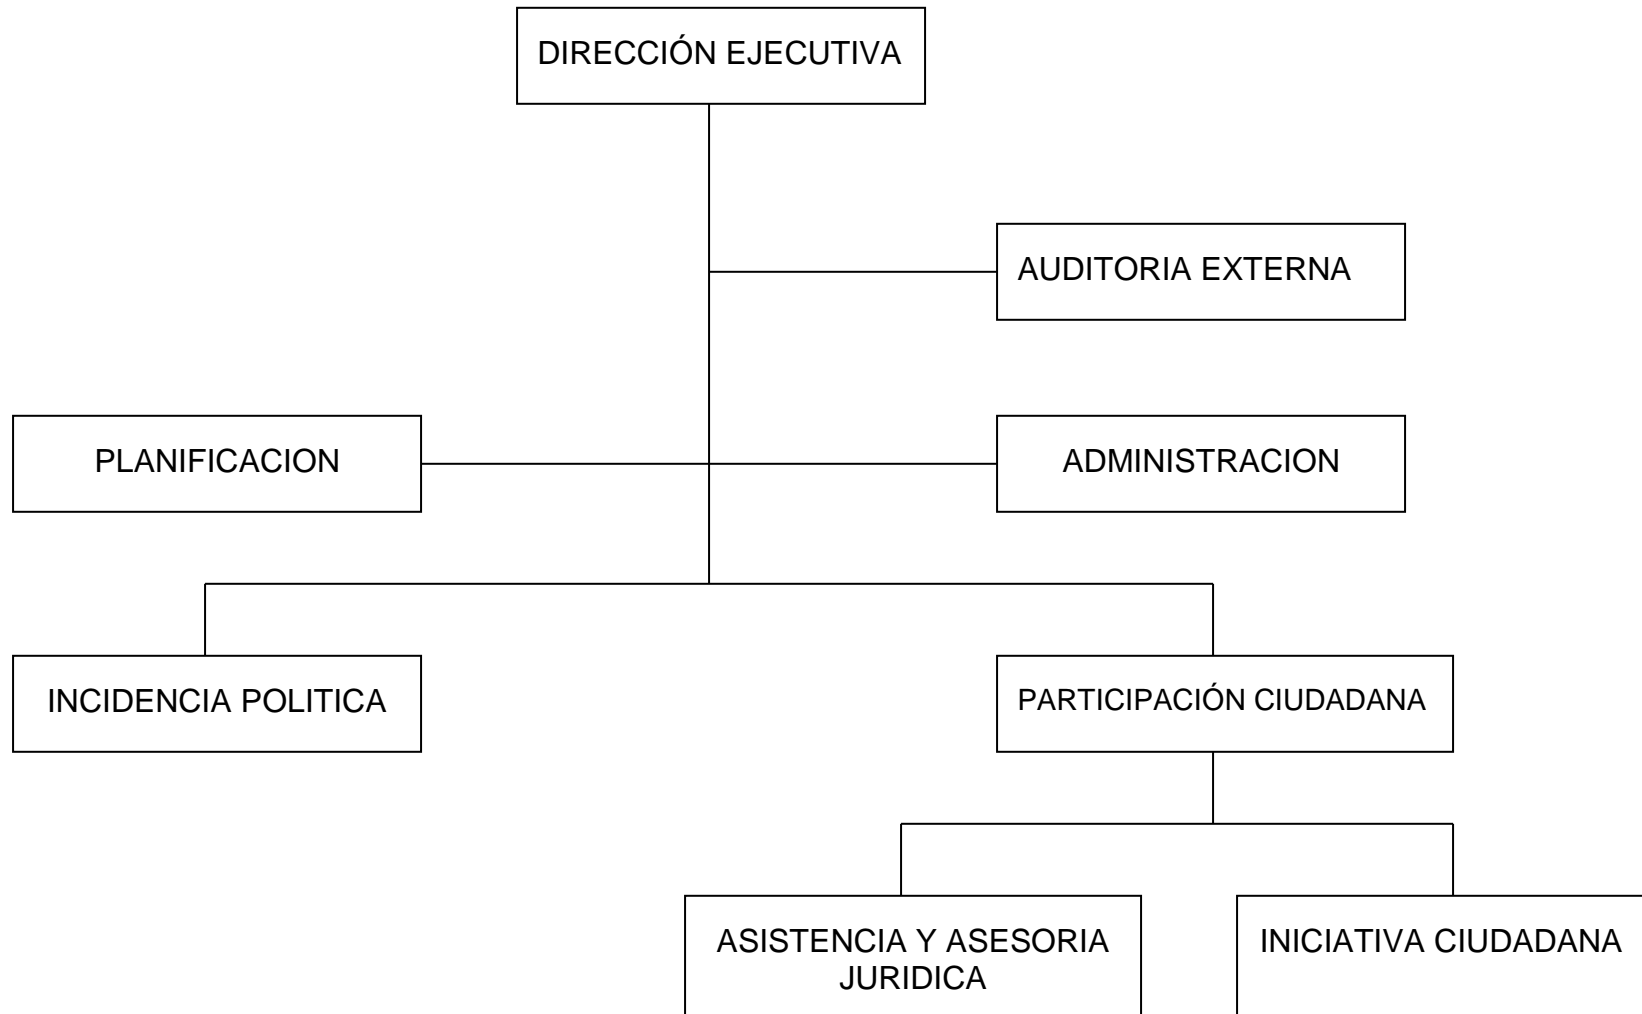 DIRECCIÓN EJECUTIVA
AUDITORIA EXTERNA
PLANIFICACION
ADMINISTRACION
INCIDENCIA POLITICA
PARTICIPACIÓN CIUDADANA
ASISTENCIA Y ASESORIA
JURIDICA
INICIATIVA CIUDADANA